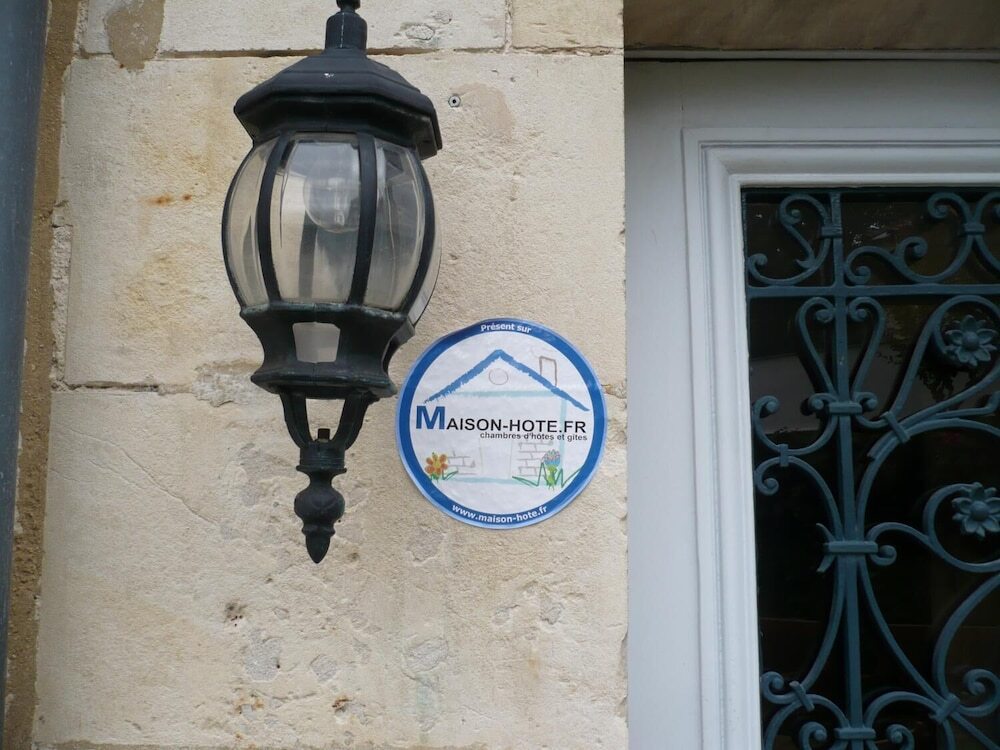 Présent sur
MAISON-HOTE.FR
chambres d'hôtes et gîtes
www.maison-hote.fr